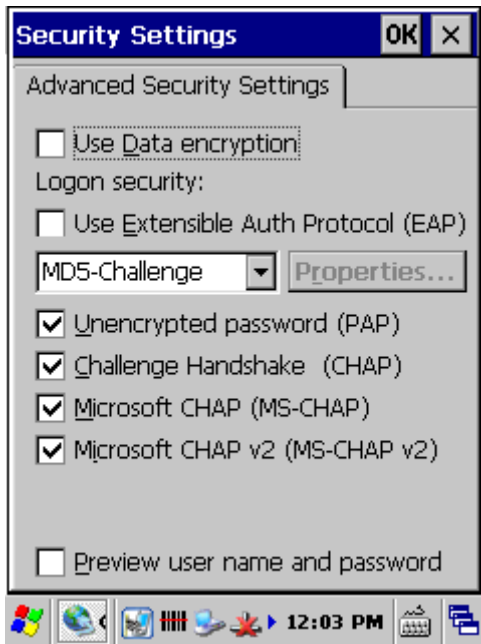 Security Settings OK ×
Advanced Security Settings
Use Data encryption
Logon security:
Use Extensible Auth Protocol (EAP)
MD5-Challenge Properties...
Unencrypted password (PAP)
Challenge Handshake (CHAP)
Microsoft CHAP (MS-CHAP)
Microsoft CHAP v2 (MS-CHAP v2)
Preview user name and password
12:03 PM